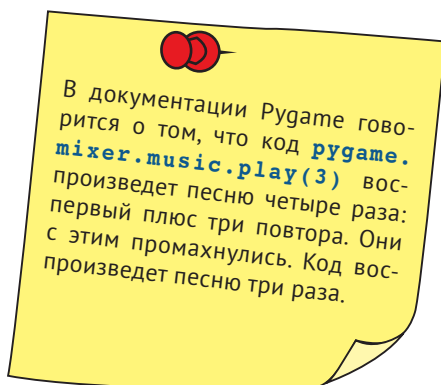 В документации Pygame гово-
рится о том, что код pygame.
mixer.music.play(3) вос-
произведет песню четыре раза:
первый плюс три повтора. Они
с этим промахнулись. Код вос-
произведет песню три раза.